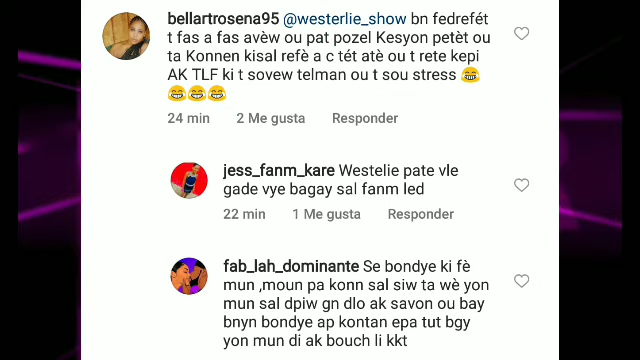 bellartrosena95 @westerlie_show bn fedrefét
t fas a fas avèw ou pat pozel Kesyon petèt ou
ta Konnen kisal refè a c tét atè ou t rete kepi
AK TLF ki t sovew telman ou t sou stress 😂
😂😂😂
24 min 2 Me gusta Responder
jess_fanm_kare Westelie pate vle
gade vye bagay sal fanm led
22 min 1 Me gusta Responder
fab_lah_dominante Se bondye ki fè
mun ,moun pa konn sal siw ta wè yon
mun sal dpiw gn dlo ak savon ou bay
bnyn bondye ap kontan epa tut bgy
yon mun di ak bouch li kkt